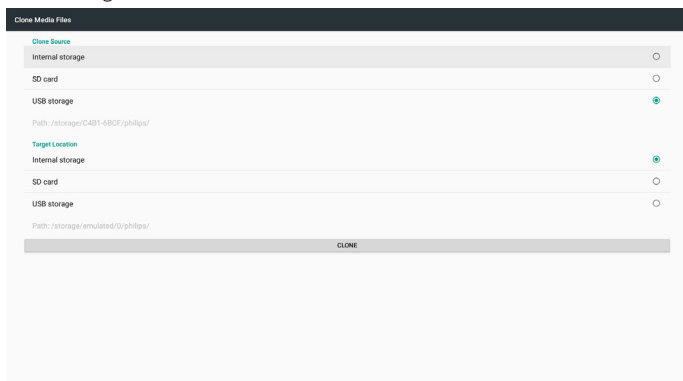 Clone Media Files
Clone Source
Internal storage
SD card
USB storage
Path: /storage/C4B1-6BCF/philips/
Target Location
Internal storage
SD card
USB storage
Path: /storage/emulated/0/philips/
CLONE